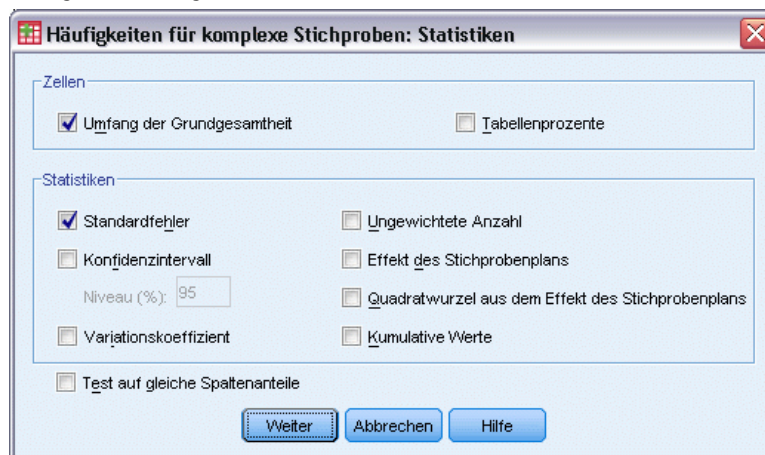 Häufigkeiten für komplexe Stichproben: Statistiken
Zellen
Umfang der Grundgesamtheit
Tabellenprozente
Statistiken
Standardfehler
Ungewichtete Anzahl
Konfidenzintervall
Effekt des Stichprobenplans
Niveau (%): 95
Quadratwurzel aus dem Effekt des Stichprobenplans
Variationskoeffizient
Kumulative Werte
Test auf gleiche Spaltenanteile
Weiter
Abbrechen
Hilfe